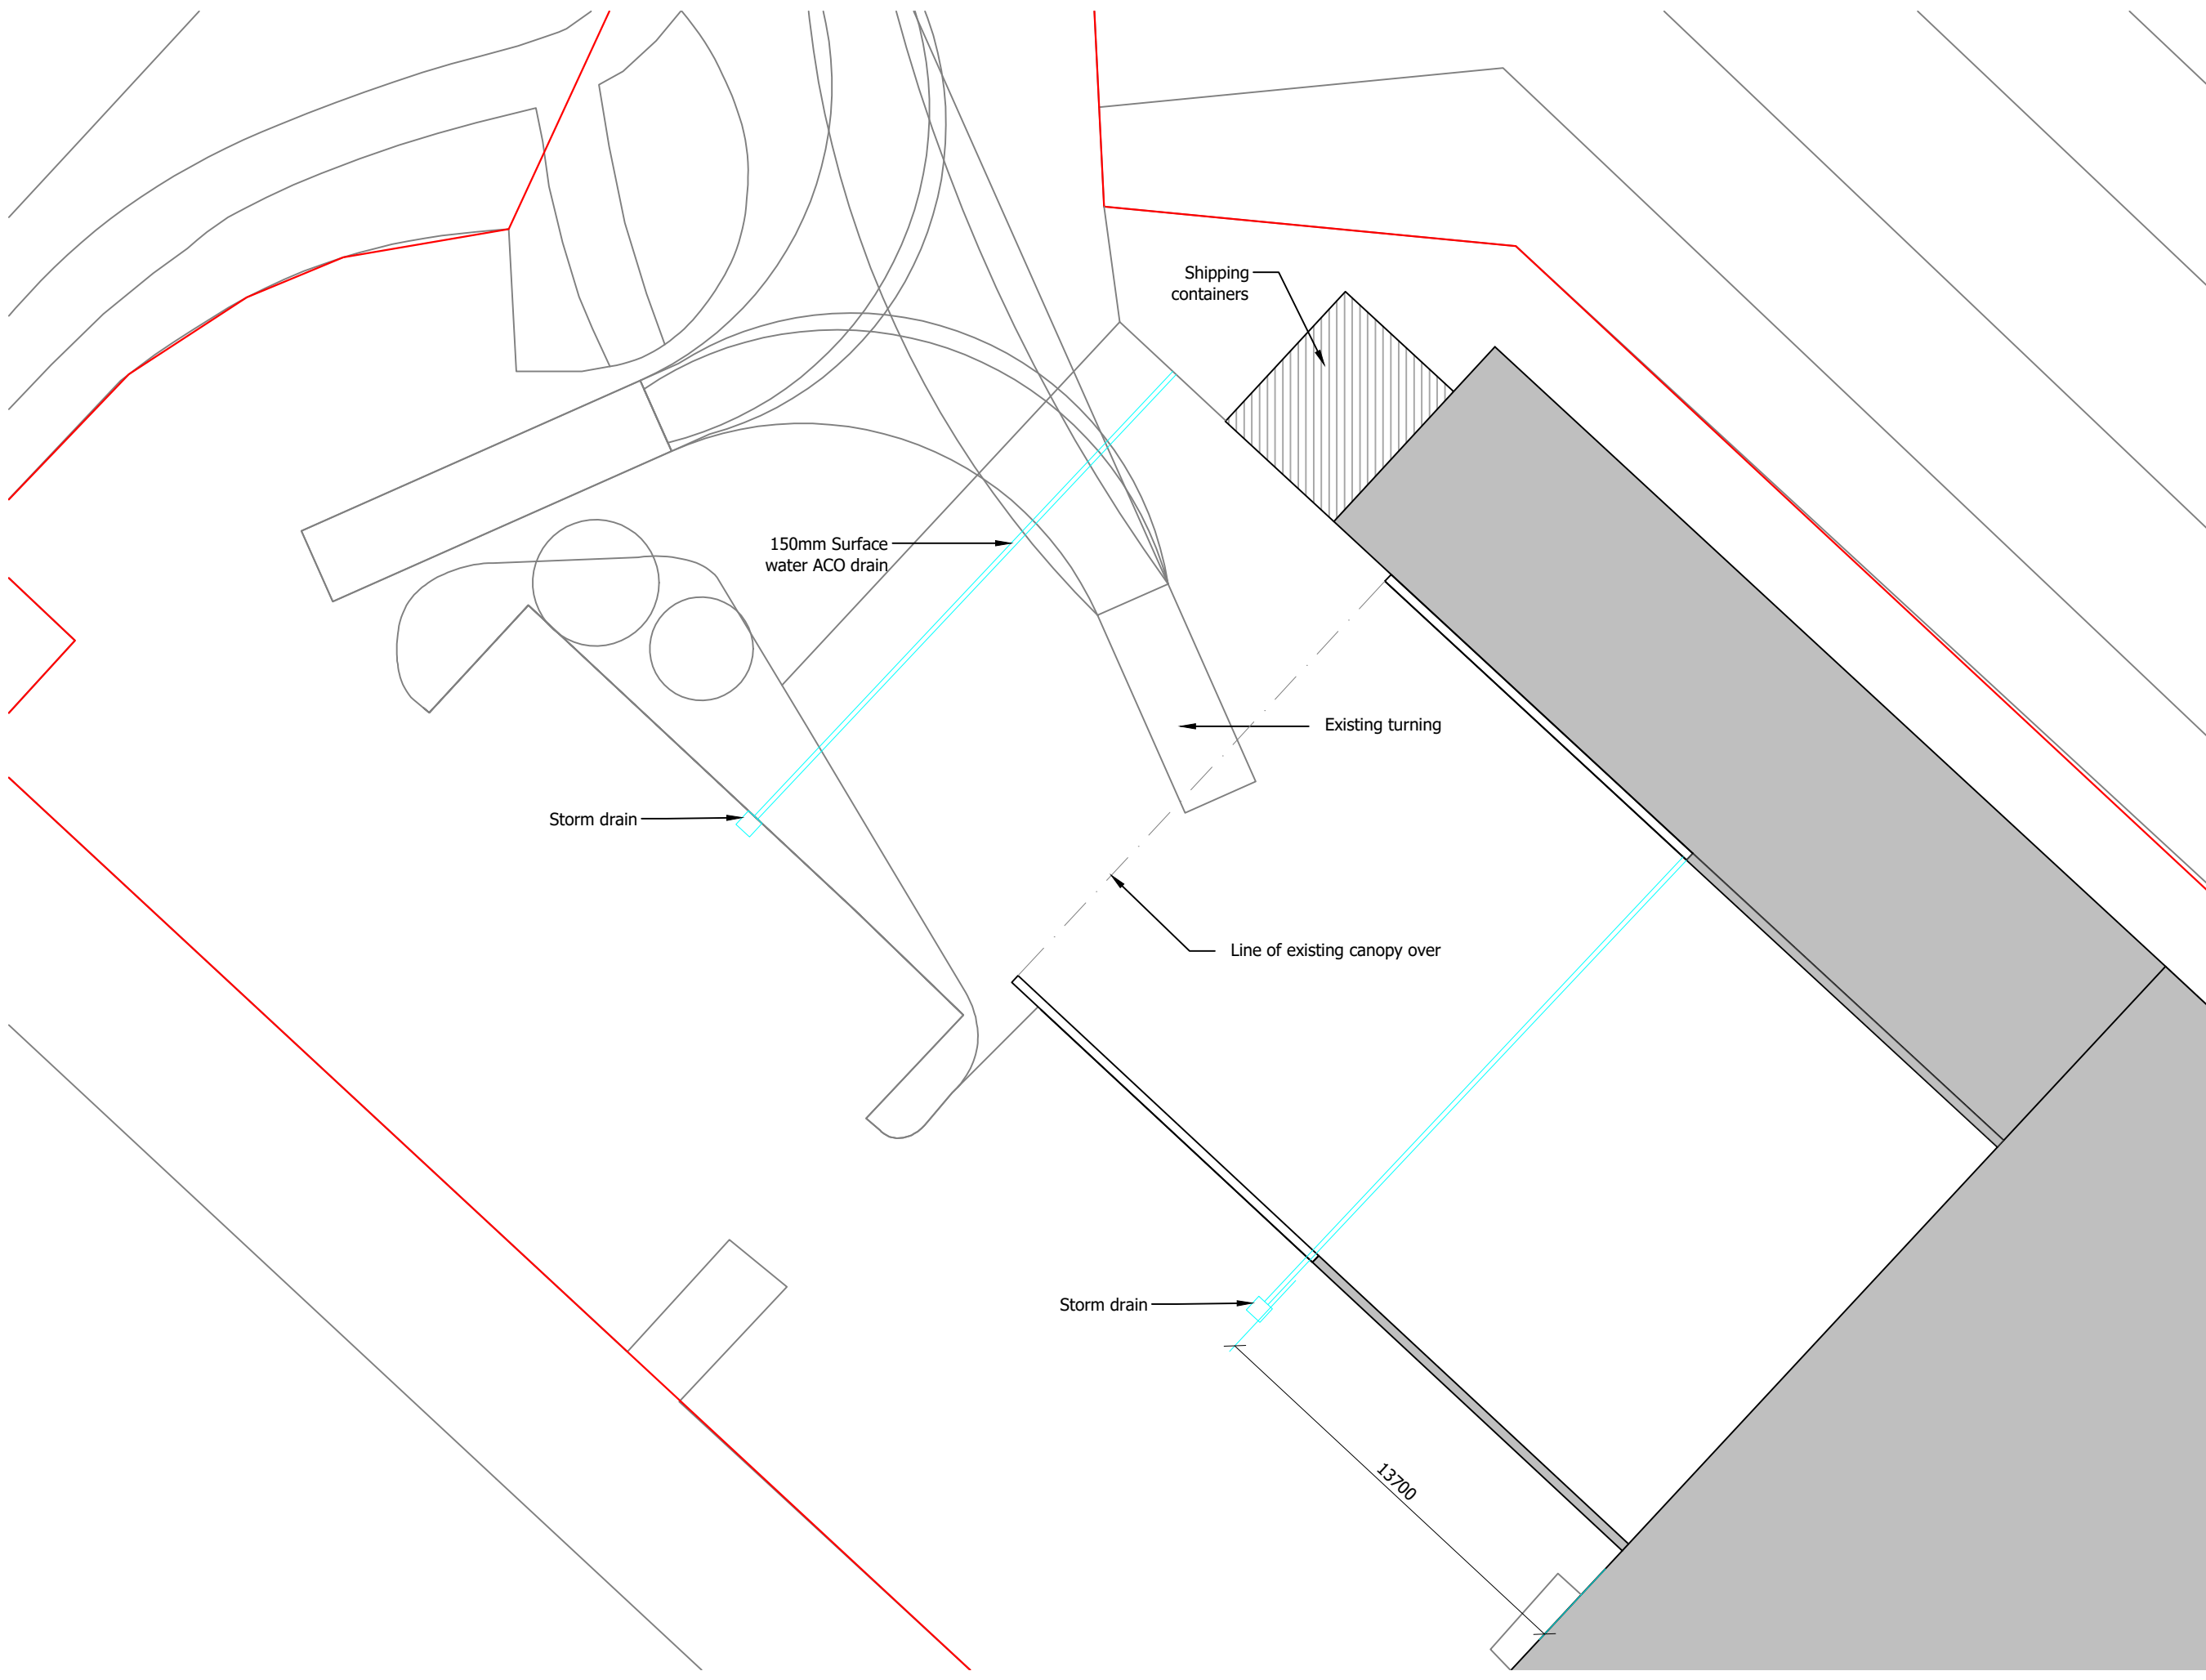 Shipping
containers
150mm Surface
water ACO drain
Existing turning
Storm drain
Line of existing canopy over
Storm drain
13700